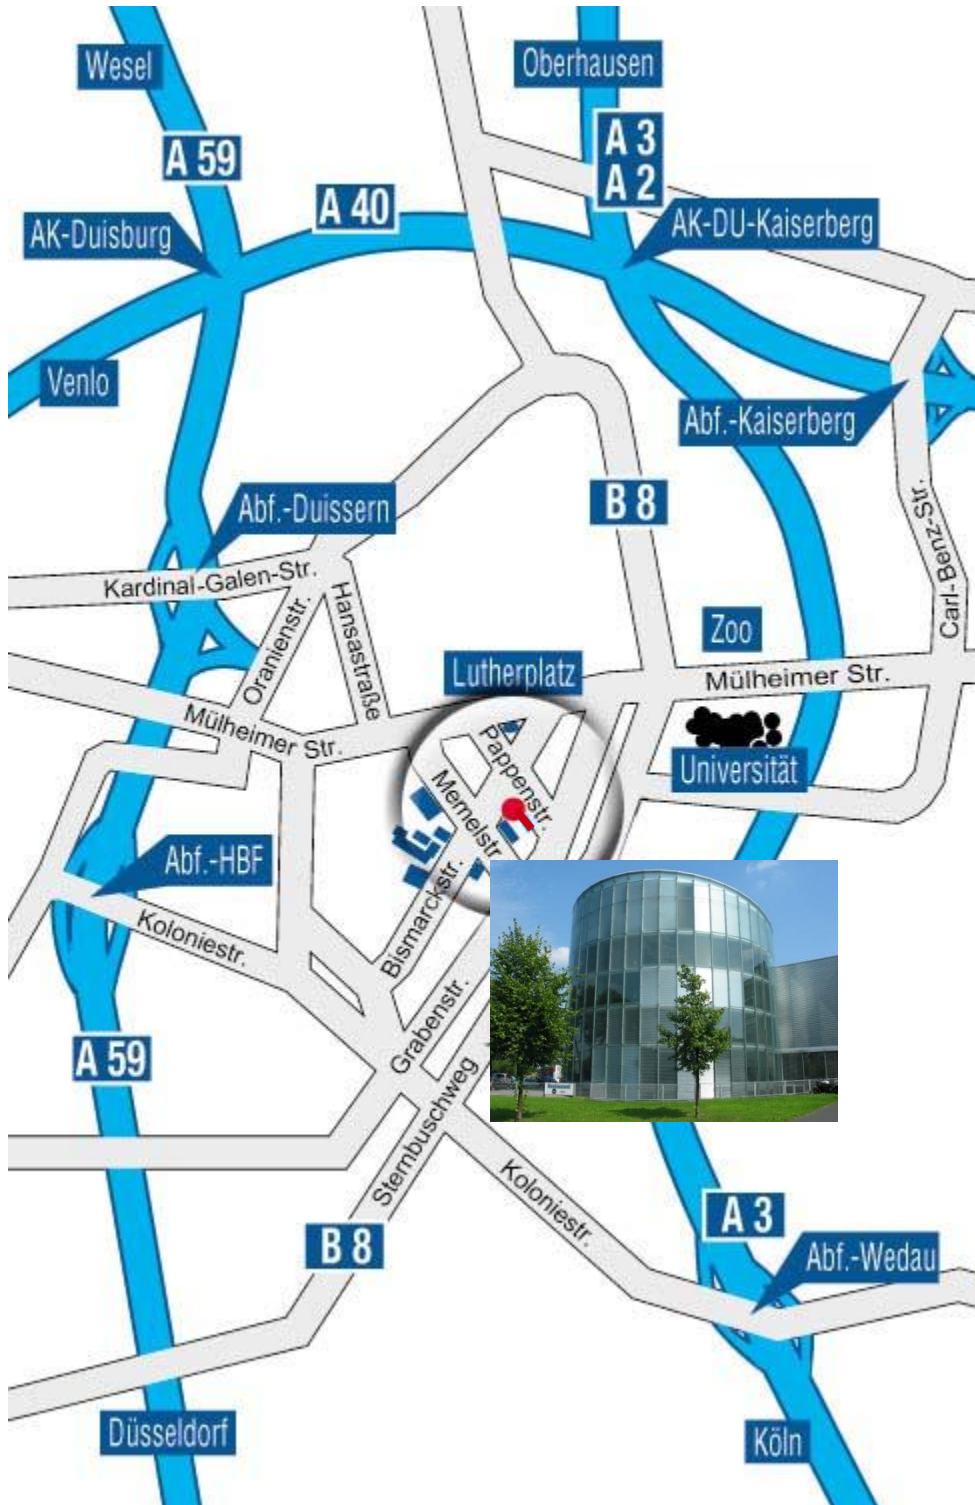 Wesel
Oberhausen
A 59
A 3
A 2
A 40
AK-Duisburg
AK-DU-Kaiserberg
Venlo
Abf.-Kaiserberg
Abf.-Duissern
B 8
Carl-Benz-Str.
Kardinal-Galen-Str.
Oranienstr.
Hansastraße
Zoo
Lutherplatz
Mülheimer Str.
Mülheimer Str.
Pappenstr.
Memelstr.
Universität
Abf.-HBF
Koloniestr.
Bismarckstr.
Grabenstr.
A 59
Sternbuschweg
Koloniestr.
A 3
B 8
Abf.-Wedau
Düsseldorf
Köln